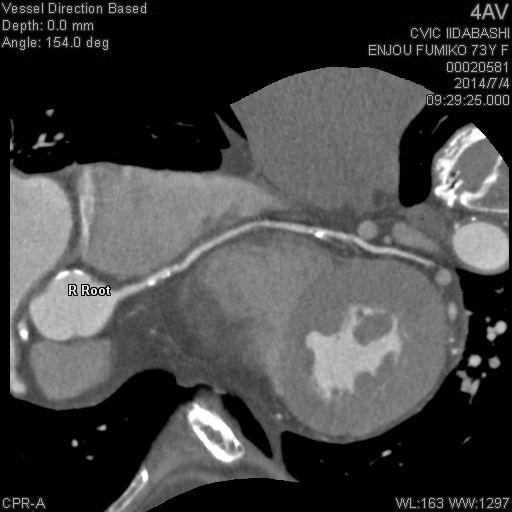 Vessel Direction Based
Depth: 0.0 mm
Angle: 154.0 deg
4AV
CVIC IIDABASHI
ENJOU FUMIKO 73Y F
00020581
2014/7/4
09:29:25.000
R Root
CPR-A
WL:163 WW:1297